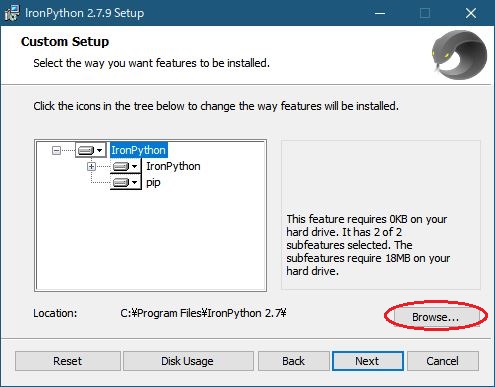 IronPython 2.7.9 Setup
Custom Setup
Select the way you want features to be installed.
Click the icons in the tree below to change the way features will be installed.
IronPython
IronPython
pip
This feature requires 0KB on your
hard drive. It has 2 of 2
subfeatures selected. The
subfeatures require 18MB on your
hard drive.
Location: C:¥Program Files¥IronPython 2.7¥
Browse...
Reset Disk Usage Back Next Cancel